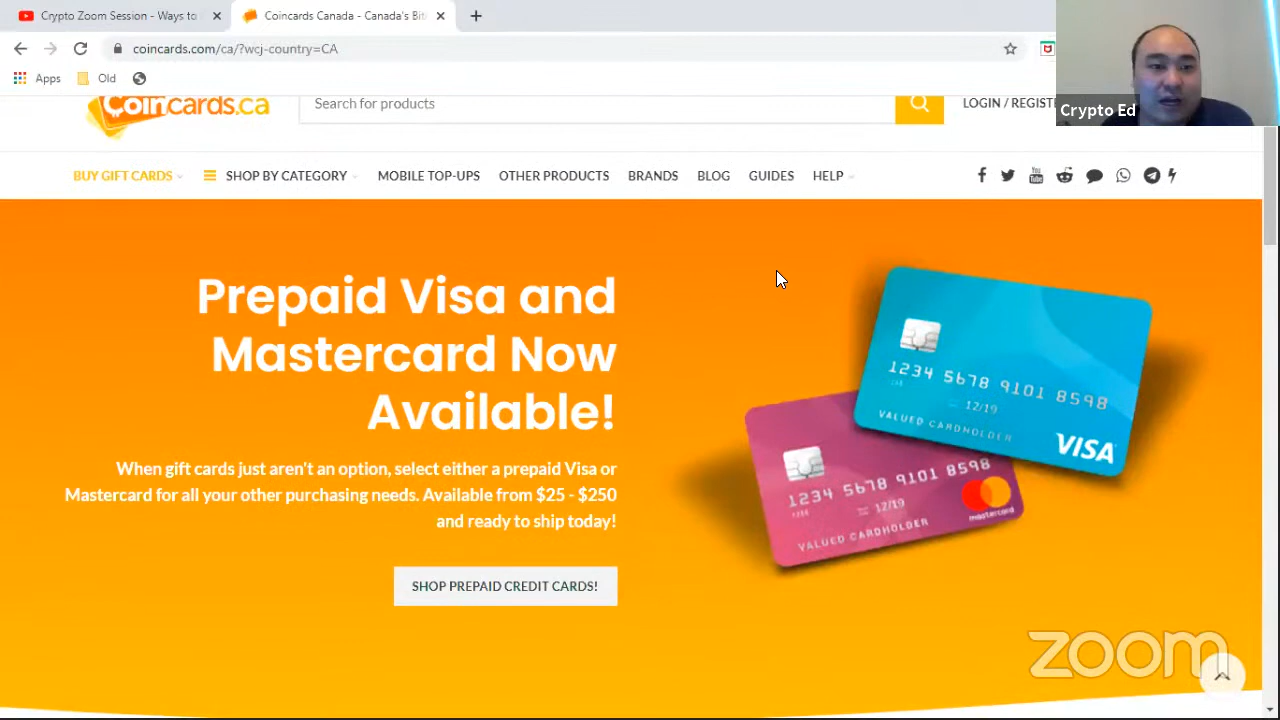 Crypto Zoom Session - Ways to
Coincards Canada - Canada's Bit
coincards.com/ca/?wcj-country=CA
Apps
Old
Crypto Ed
Coincards.ca
Search for products
LOGIN / REGISTE
BUY GIFT CARDS
SHOP BY CATEGORY
MOBILE TOP-UPS
OTHER PRODUCTS
BRANDS
BLOG
GUIDES
HELP
You
Tube
Prepaid Visa and
Mastercard Now
Available!
When gift cards just aren't an option, select either a prepaid Visa or
Mastercard for all your other purchasing needs. Available from $25 - $250
and ready to ship today!
SHOP PREPAID CREDIT CARDS!
1234 5678 9101 8598
12/19
VALUED CARDHOLDER
VISA
1234 5678 9101 8598
1234
12/19
VALUED CARDHOLDER
mastercard
zoom